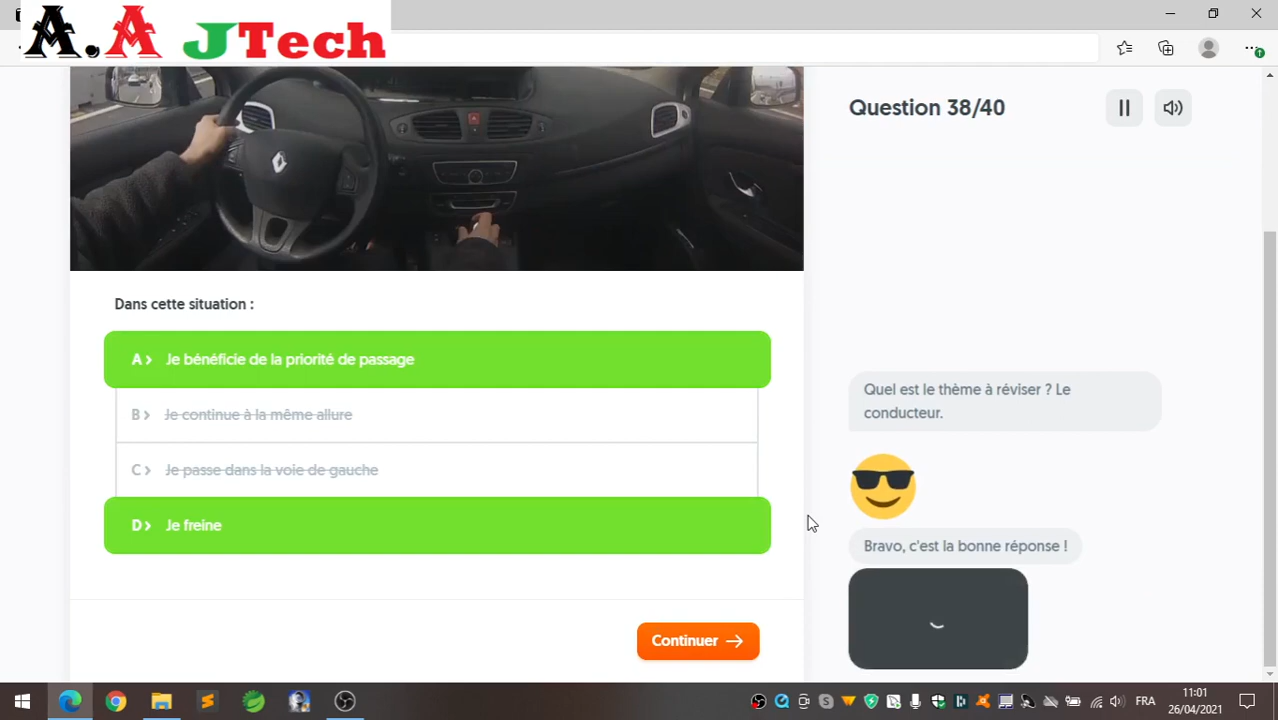 A.A JTech
Question 38/40
Dans cette situation :
A › Je bénéficie de la priorité de passage
B › Je continue à la même allure
C › Je passe dans la voie de gauche
D › Je freine
Continuer →
Quel est le thème à réviser ? Le
conducteur.
Bravo, c'est la bonne réponse !
FRA
11:01
26/04/2021